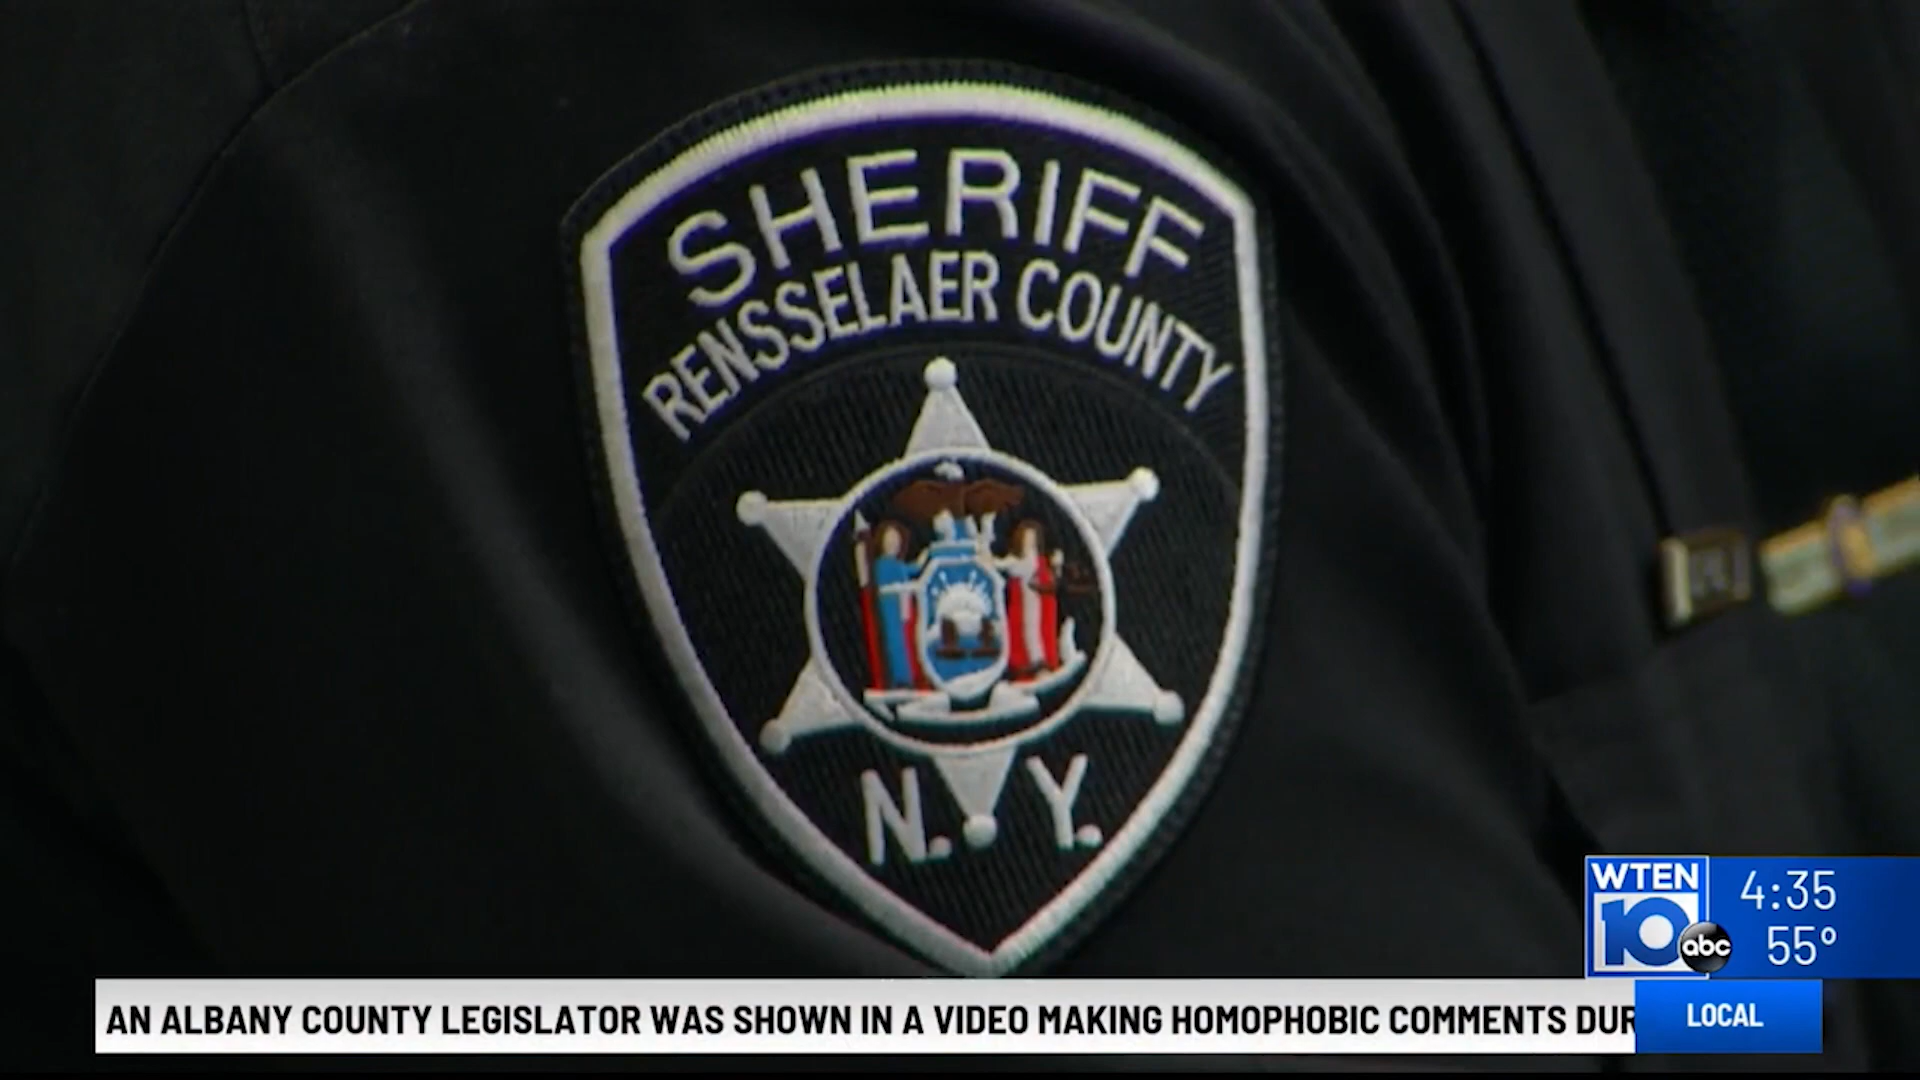 SHERIFF
RENSSELAER COUNTY
N.Y.
WTEN
10
abc
4:35
55°
AN ALBANY COUNTY LEGISLATOR WAS SHOWN IN A VIDEO MAKING HOMOPHOBIC COMMENTS DUR
LOCAL